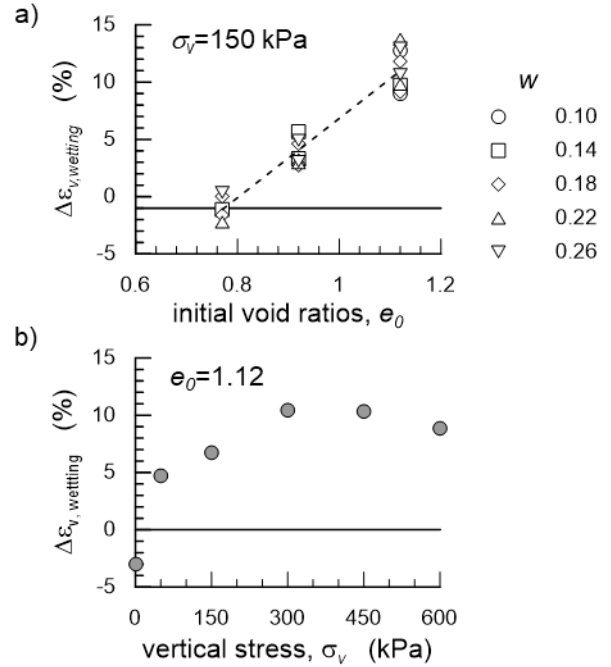 a)
σv=150 kPa
Δεv,wetting (%)
15
10
5
0
-5
0.6 0.8 1 1.2
initial void ratios, e0
w
0.10
0.14
0.18
0.22
0.26
b)
e0=1.12
Δεv, wettting (%)
15
10
5
0
-5
0 150 300 450 600
vertical stress, σv (kPa)